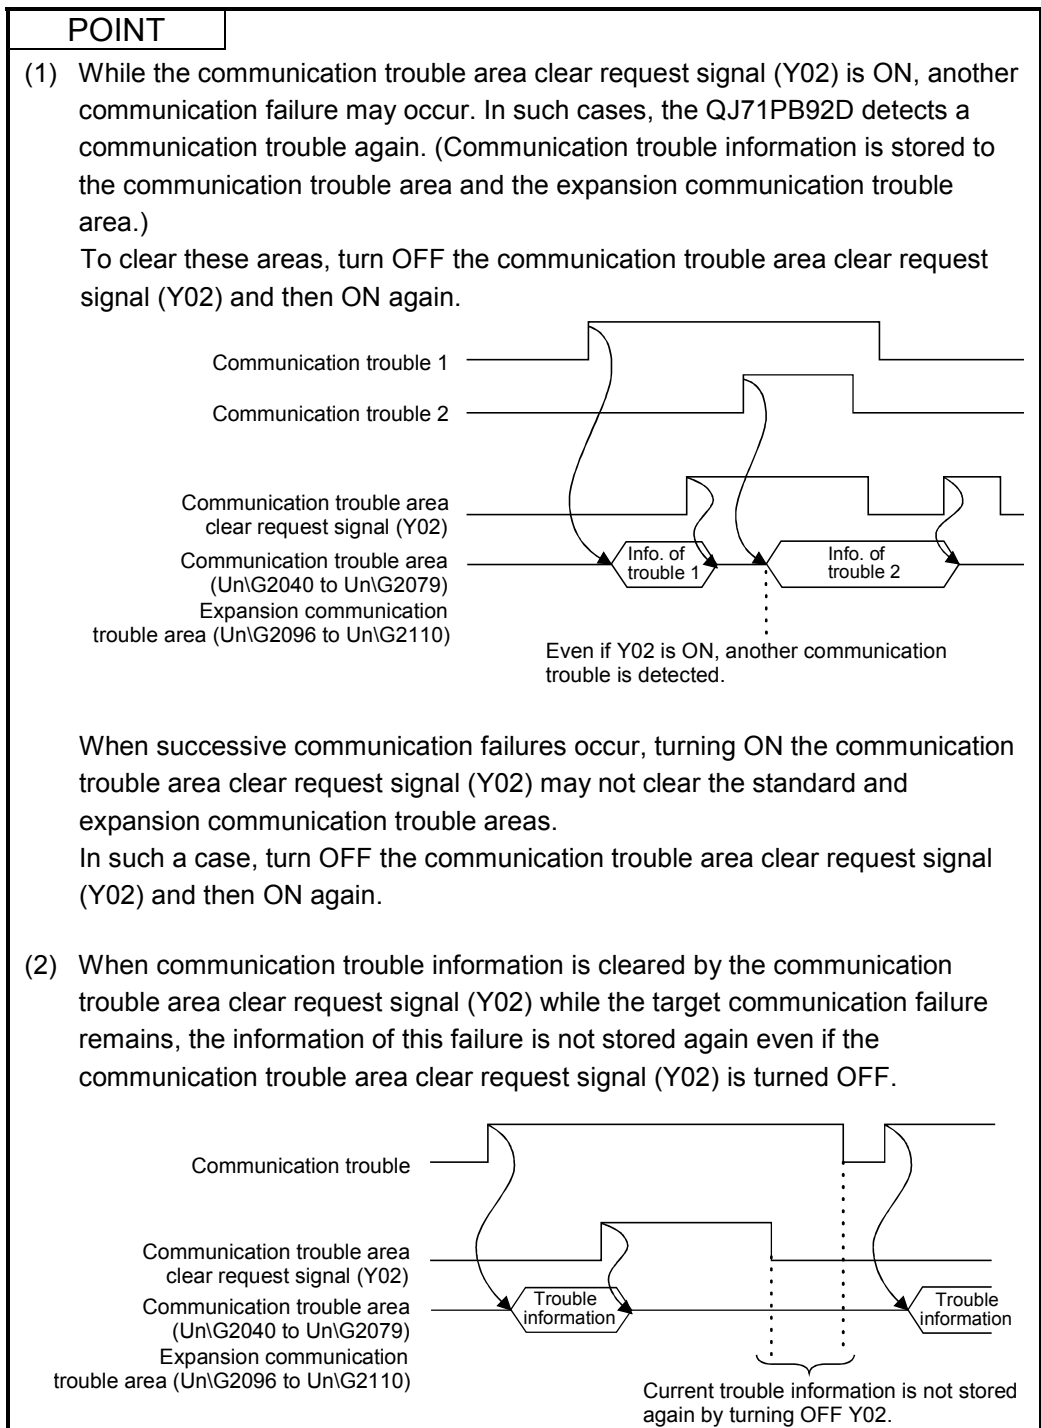 POINT
(1) While the communication trouble area clear request signal (Y02) is ON, another
communication failure may occur. In such cases, the QJ71PB92D detects a
communication trouble again. (Communication trouble information is stored to
the communication trouble area and the expansion communication trouble
area.)
To clear these areas, turn OFF the communication trouble area clear request
signal (Y02) and then ON again.
Communication trouble 1
Communication trouble 2
Communication trouble area
clear request signal (Y02)
Communication trouble area
(Un\G2040 to Un\G2079)
Expansion communication
trouble area (Un\G2096 to Un\G2110)
Info. of
trouble 1
Info. of
trouble 2
Even if Y02 is ON, another communication
trouble is detected.
When successive communication failures occur, turning ON the communication
trouble area clear request signal (Y02) may not clear the standard and
expansion communication trouble areas.
In such a case, turn OFF the communication trouble area clear request signal
(Y02) and then ON again.
(2) When communication trouble information is cleared by the communication
trouble area clear request signal (Y02) while the target communication failure
remains, the information of this failure is not stored again even if the
communication trouble area clear request signal (Y02) is turned OFF.
Communication trouble
Communication trouble area
clear request signal (Y02)
Communication trouble area
(Un\G2040 to Un\G2079)
Expansion communication
trouble area (Un\G2096 to Un\G2110)
Trouble
information
Trouble
information
Current trouble information is not stored
again by turning OFF Y02.